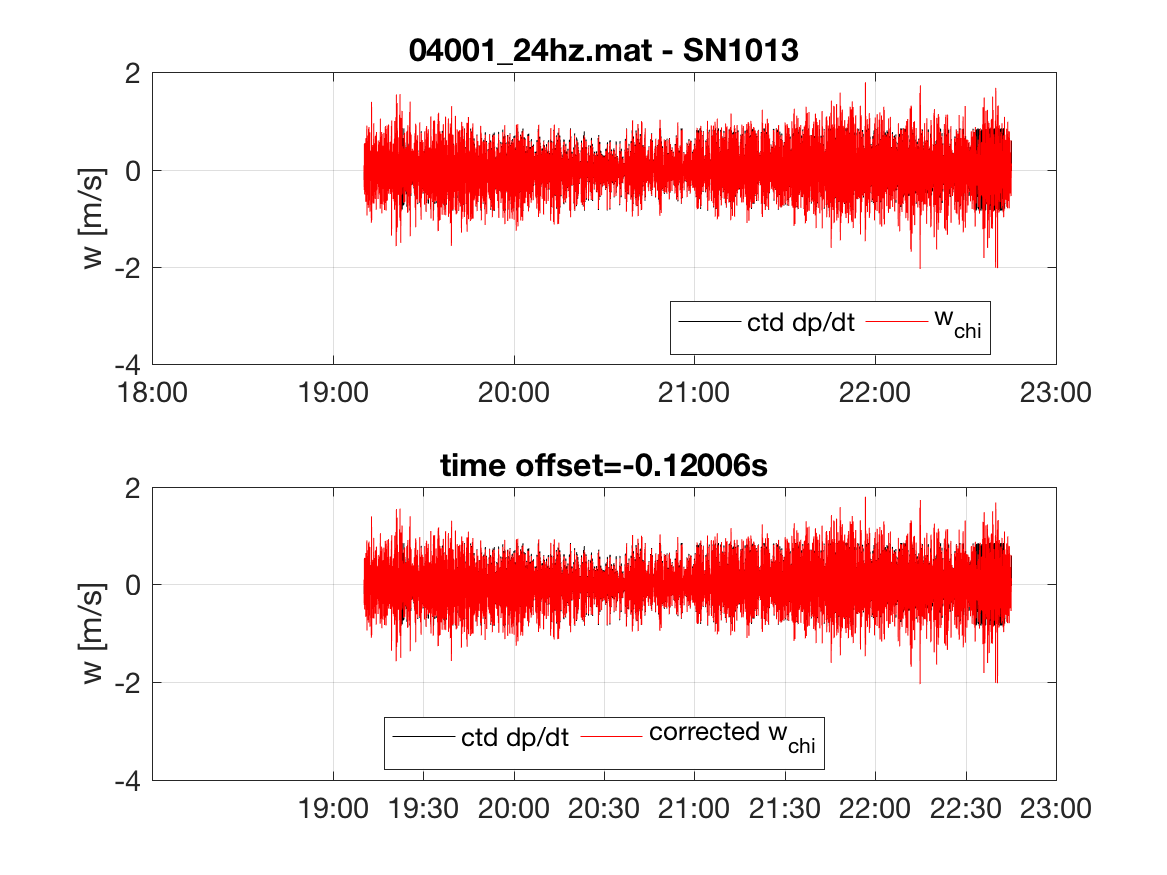 04001_24hz.mat - SN1013
2
0
-2
-4
w [m/s]
ctd dp/dt w_chi
18:00 19:00 20:00 21:00 22:00 23:00
time offset=-0.12006s
2
0
-2
-4
w [m/s]
ctd dp/dt corrected w_chi
19:00 19:30 20:00 20:30 21:00 21:30 22:00 22:30 23:00